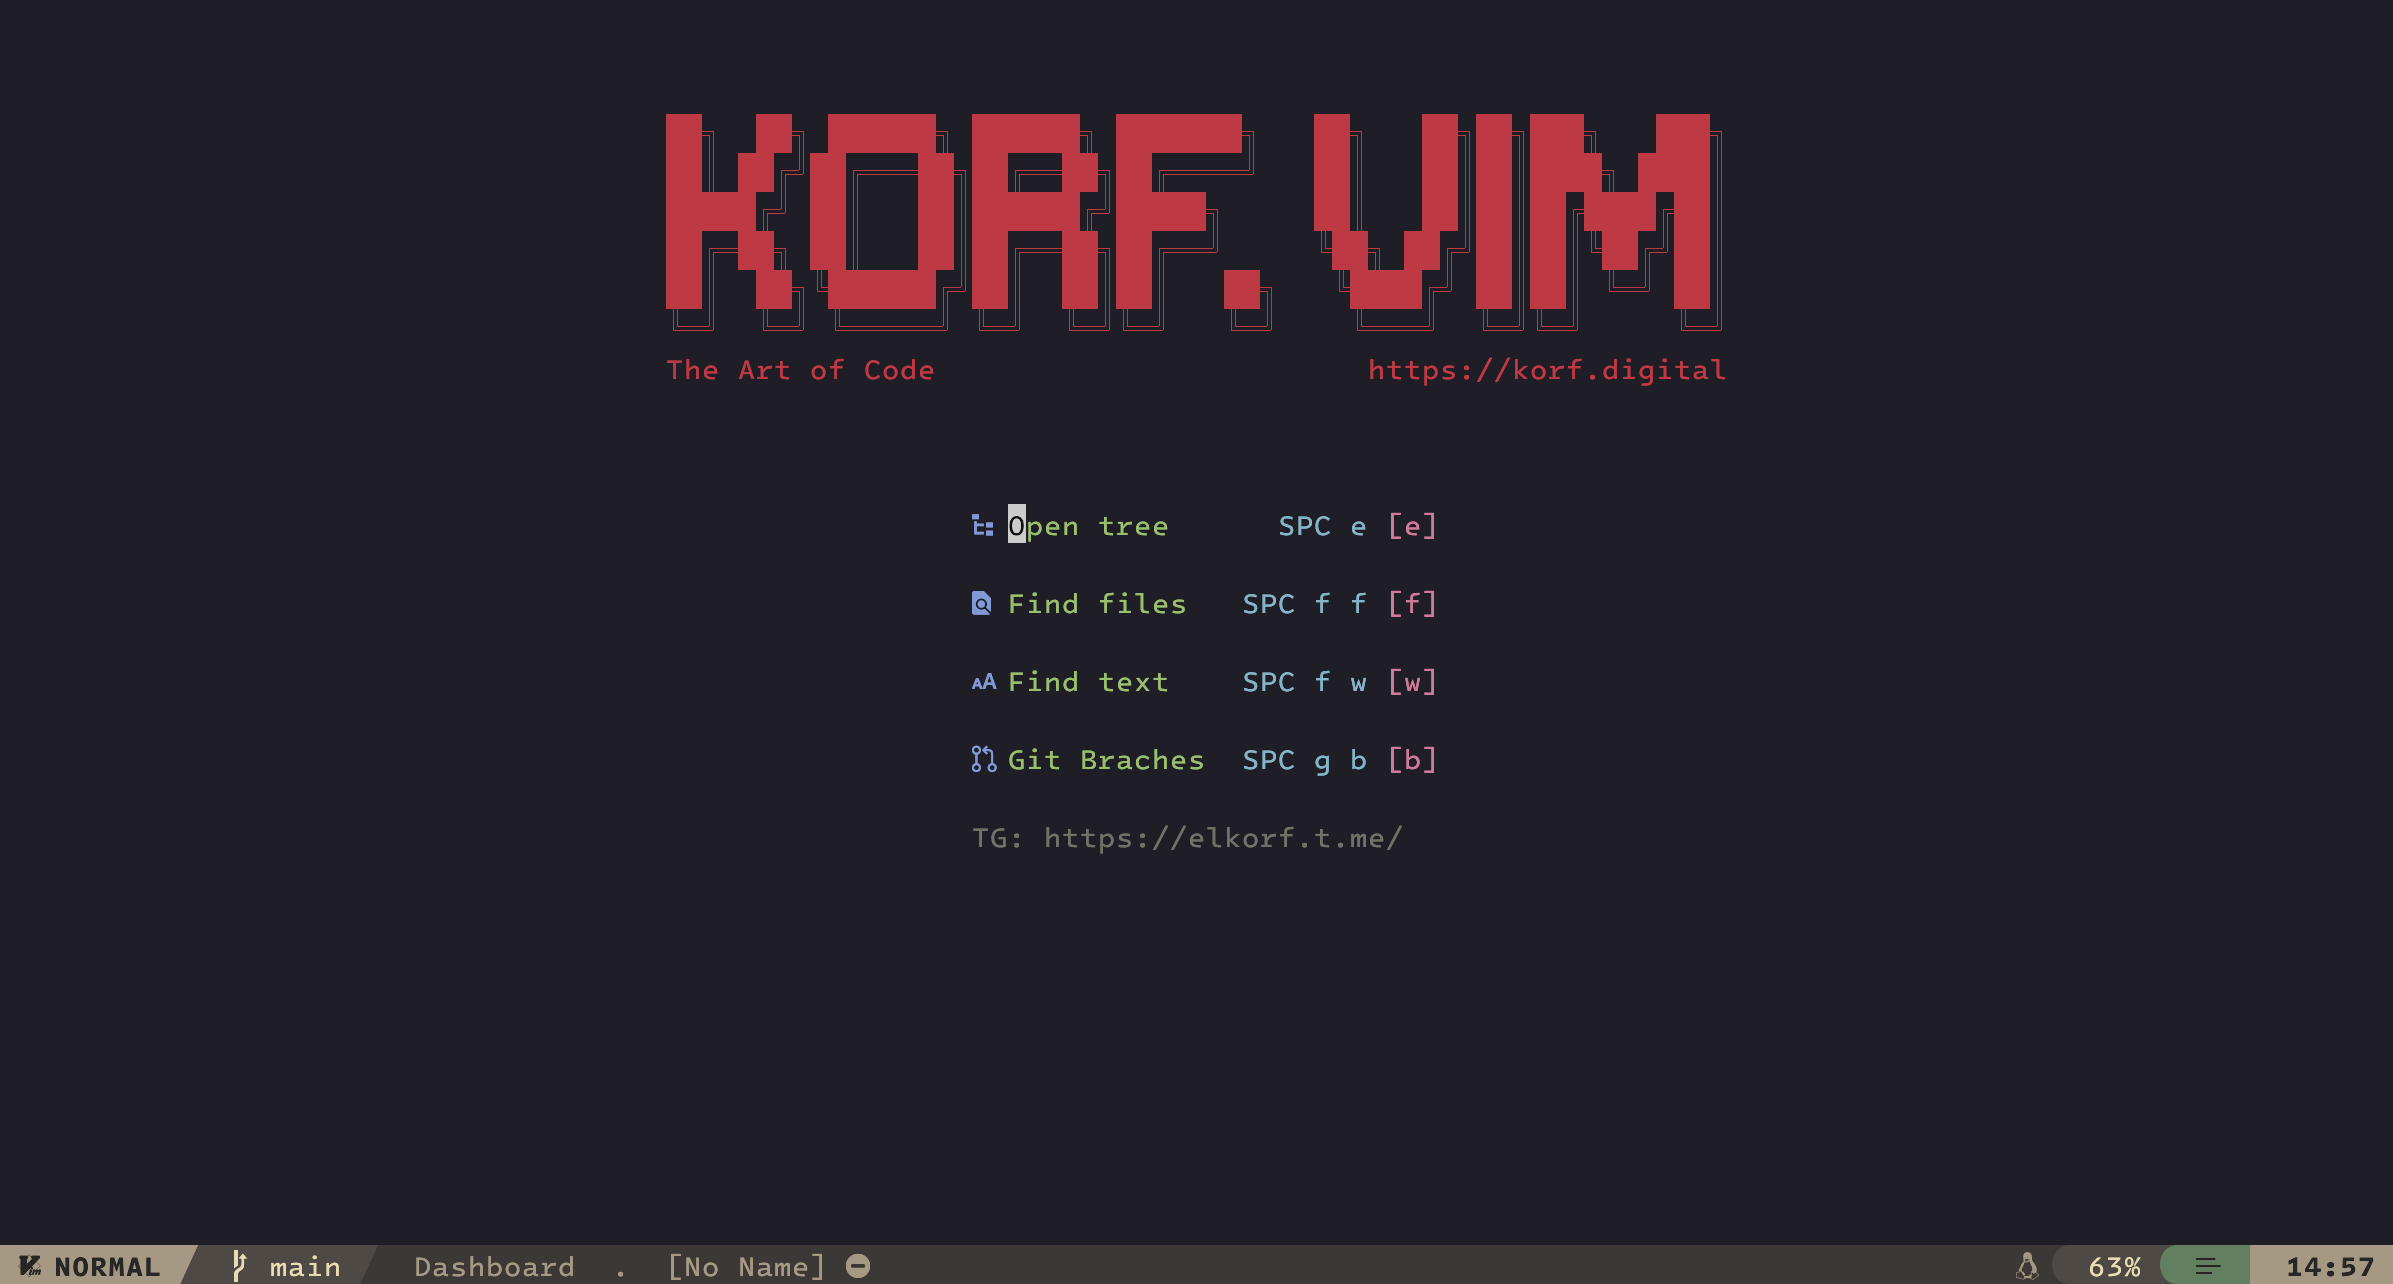 KORF.VIM
The Art of Code https://korf.digital
Open tree SPC e [e]
Find files SPC f f [f]
Find text SPC f w [w]
Git Braches SPC g b [b]
TG: https://elkorf.t.me/
NORMAL main Dashboard . [No Name] 63% 14:57